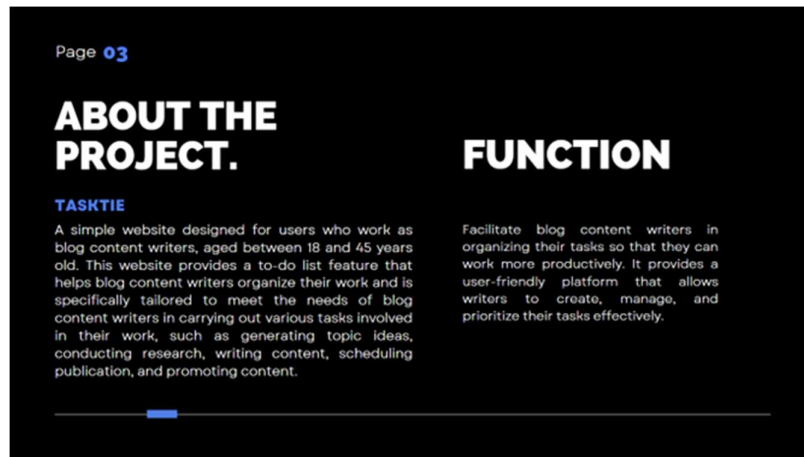 Page 03
ABOUT THE
PROJECT.
TASKTIE
A simple website designed for users who work as
blog content writers, aged between 18 and 45 years
old. This website provides a to-do list feature that
helps blog content writers organize their work and is
specifically tailored to meet the needs of blog
content writers in carrying out various tasks involved
in their work, such as generating topic ideas,
conducting research, writing content, scheduling
publication, and promoting content.
FUNCTION
Facilitate blog content writers in
organizing their tasks so that they can
work more productively. It provides a
user-friendly platform that allows
writers to create, manage, and
prioritize their tasks effectively.